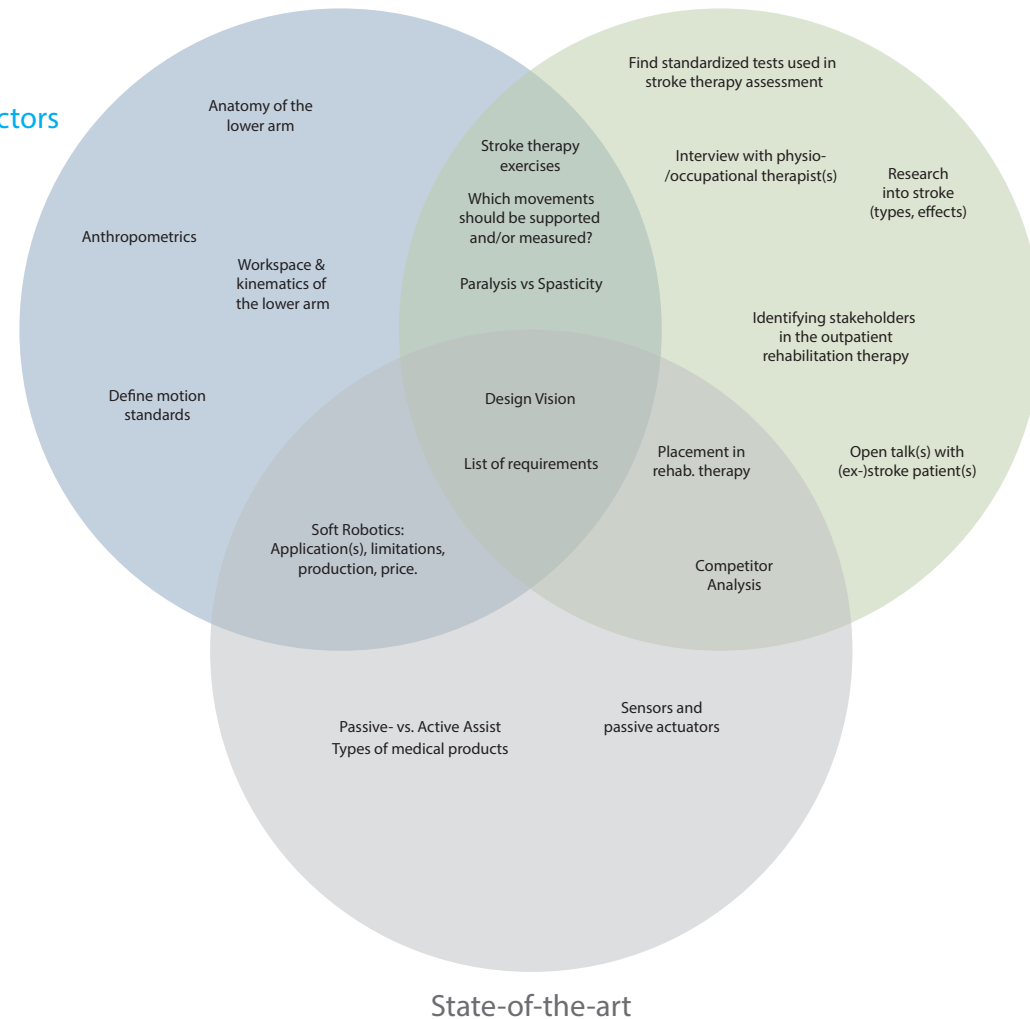 ctors
Anatomy of the
lower arm
Anthropometrics
Workspace &
kinematics of
the lower arm
Define motion
standards
Stroke therapy
exercises
Which movements
should be supported
and/or measured?
Paralysis vs Spasticity
Find standardized tests used in
stroke therapy assessment
Interview with physio-
/occupational therapist(s)
Research
into stroke
(types, effects)
Identifying stakeholders
in the outpatient
rehabilitation therapy
Open talk(s) with
(ex-)stroke patient(s)
Design Vision
List of requirements
Placement in
rehab. therapy
Competitor
Analysis
Soft Robotics:
Application(s), limitations,
production, price.
Passive- vs. Active Assist
Types of medical products
Sensors and
passive actuators
State-of-the-art